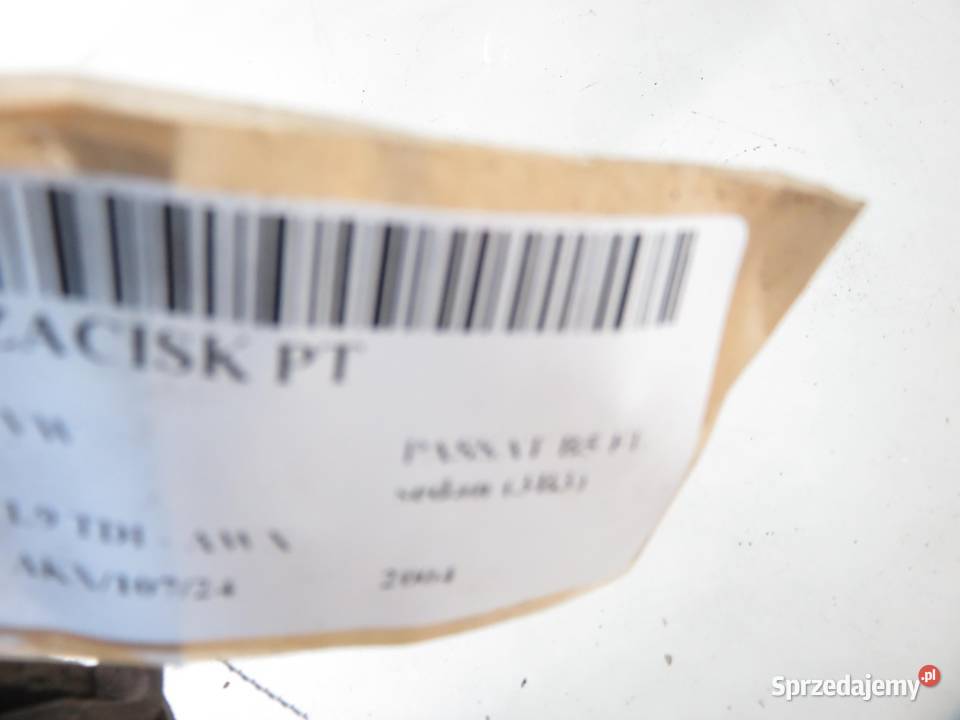 ZACISK PT
VW
PASSAT B5 FL
sedan (3B3)
1.9 TDI - AWX
2004
Sprzedajemy.pl